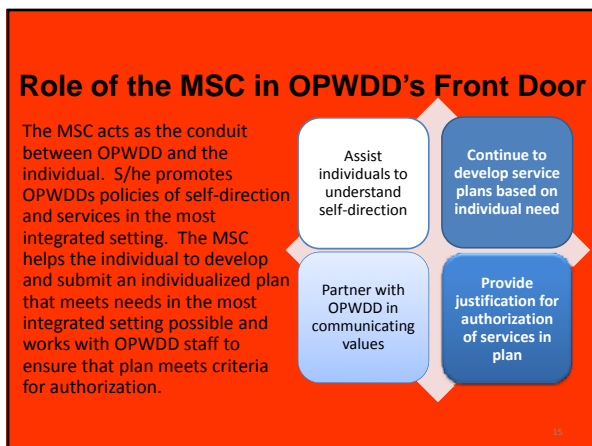 Role of the MSC in OPWDD's Front Door
The MSC acts as the conduit
between OPWDD and the
individual.  S/he promotes
OPWDDs policies of self-direction
and services in the most
integrated setting.  The MSC
helps the individual to develop
and submit an individualized plan
that meets needs in the most
integrated setting possible and
works with OPWDD staff to
ensure that plan meets criteria
for authorization.
Assist
individuals to
understand
self-direction
Continue to
develop service
plans based on
individual need
Partner with
OPWDD in
communicating
values
Provide
justification for
authorization
of services in
plan
15